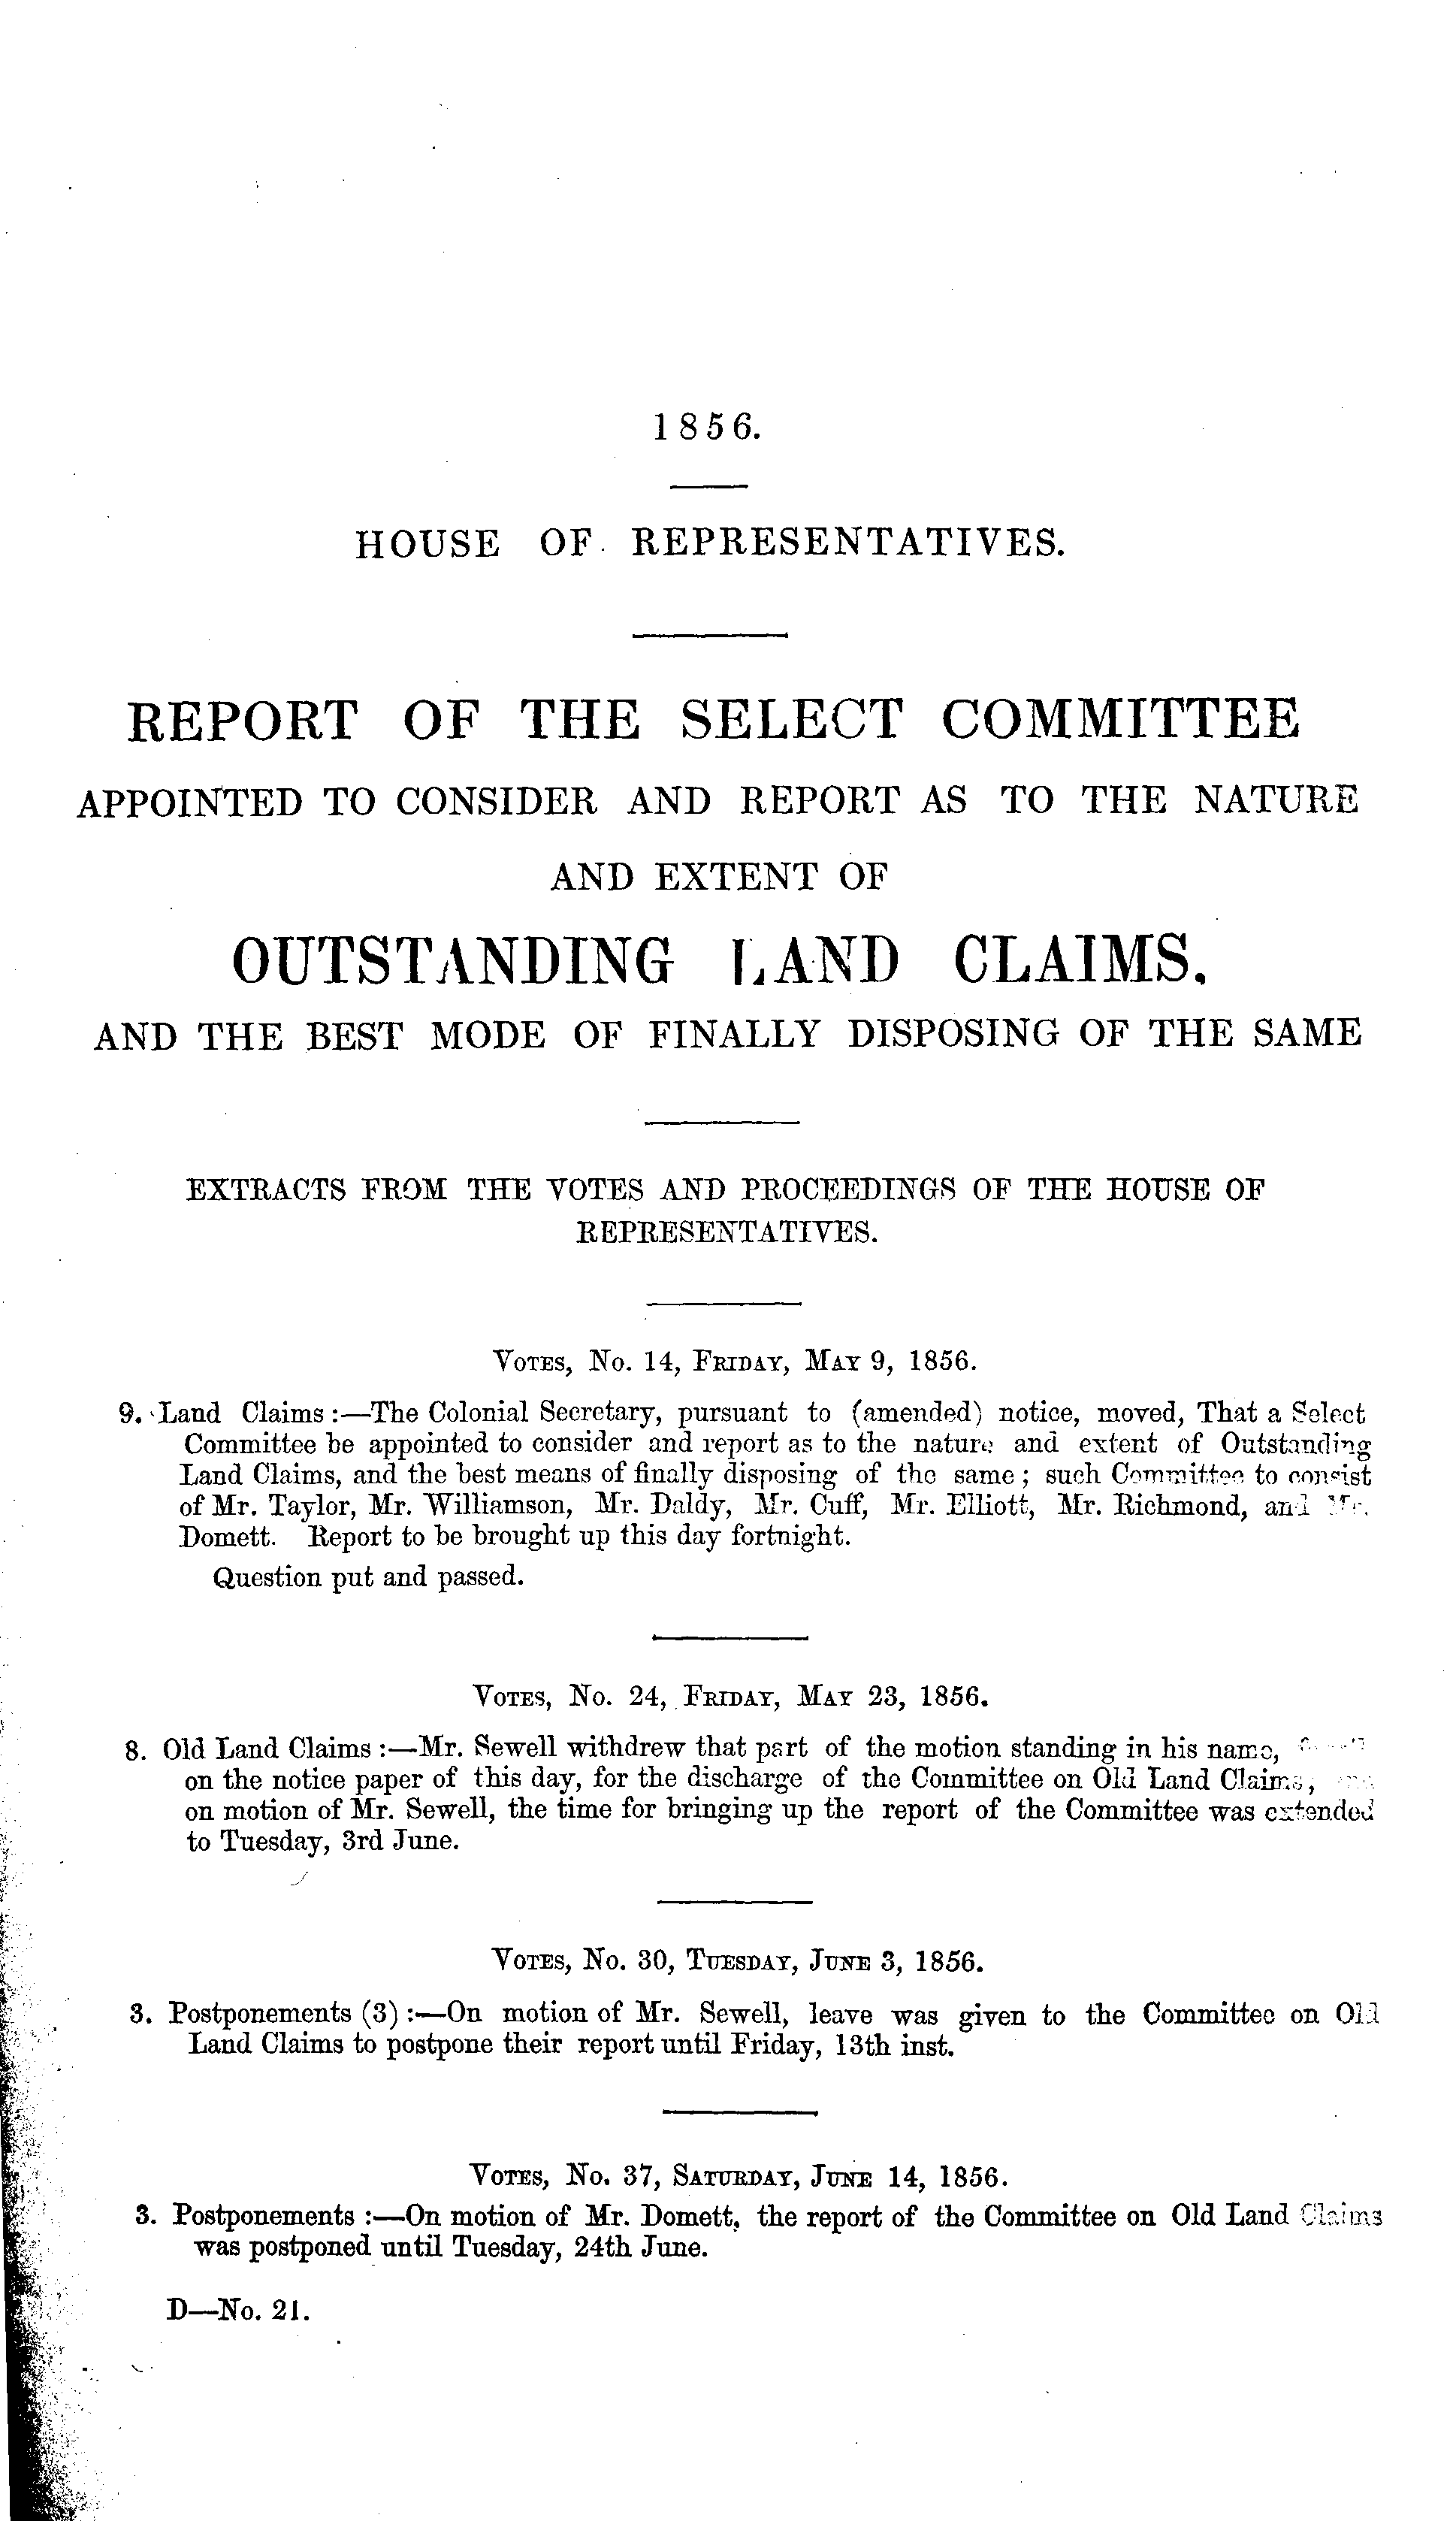 1856.
HOUSE OF REPRESENTATIVES.
REPORT OF THE SELECT COMMITTEE
APPOINTED TO CONSIDER AND REPORT AS TO THE NATURE
AND EXTENT OF
OUTSTANDING LAND CLAIMS,
AND THE BEST MODE OF FINALLY DISPOSING OF THE SAME
EXTRACTS FROM THE VOTES AND PROCEEDINGS OF THE HOUSE OF
REPRESENTATIVES.
VOTES, NO. 14, FRIDAY, MAY 9, 1856.
9. Land Claims :—The Colonial Secretary, pursuant to (amended) notice, moved, That a Select
Committee be appointed to consider and report as to the nature and extent of Outstanding
Land Claims, and the best means of finally disposing of the same; such Committee to consist
of Mr. Taylor, Mr. Williamson, Mr. Daldy, Mr. Cuff, Mr. Elliott, Mr. Richmond, and Mr.
Domett. Report to be brought up this day fortnight.
Question put and passed.
VOTES, NO. 24, FRIDAY, MAY 23, 1856.
8. Old Land Claims :—Mr. Sewell withdrew that part of the motion standing in his name,
on the notice paper of this day, for the discharge of the Committee on Old Land Claims,
on motion of Mr. Sewell, the time for bringing up the report of the Committee was extended
to Tuesday, 3rd June.
VOTES, NO. 30, TUESDAY, JUNE 3, 1856.
3. Postponements (3) :—On motion of Mr. Sewell, leave was given to the Committee on Old
Land Claims to postpone their report until Friday, 13th inst.
VOTES, NO. 37, SATURDAY, JUNE 14, 1856.
3. Postponements :—On motion of Mr. Domett, the report of the Committee on Old Land Claims
was postponed until Tuesday, 24th June.
D—No. 21.